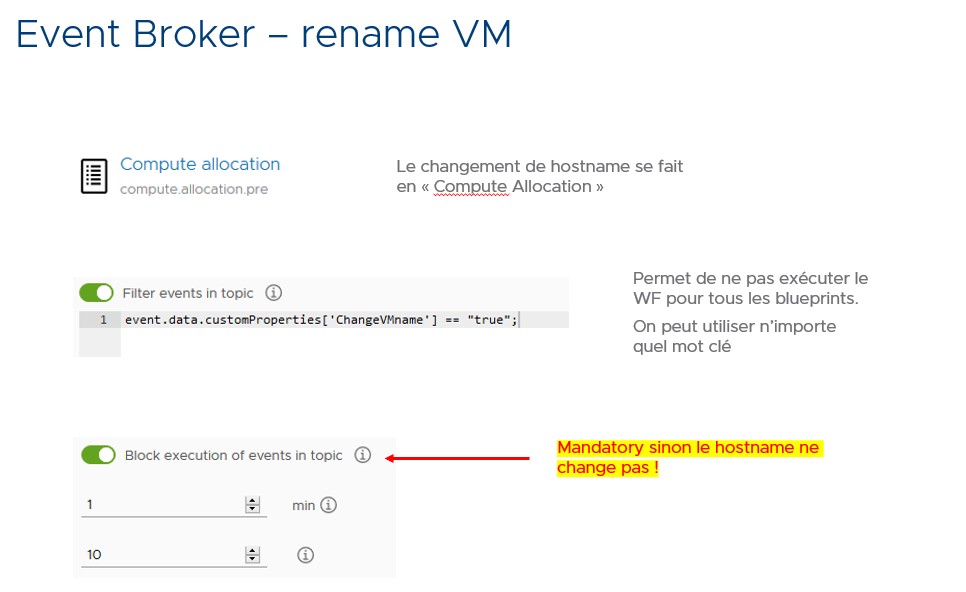 Event Broker – rename VM
Compute allocation
compute.allocation.pre
Le changement de hostname se fait
en « Compute Allocation »
Filter events in topic
1 event.data.customProperties['ChangeVMname'] == "true";
Permet de ne pas exécuter le
WF pour tous les blueprints.
On peut utiliser n’importe
quel mot clé
Block execution of events in topic
Mandatory sinon le hostname ne
change pas !
1 min
10